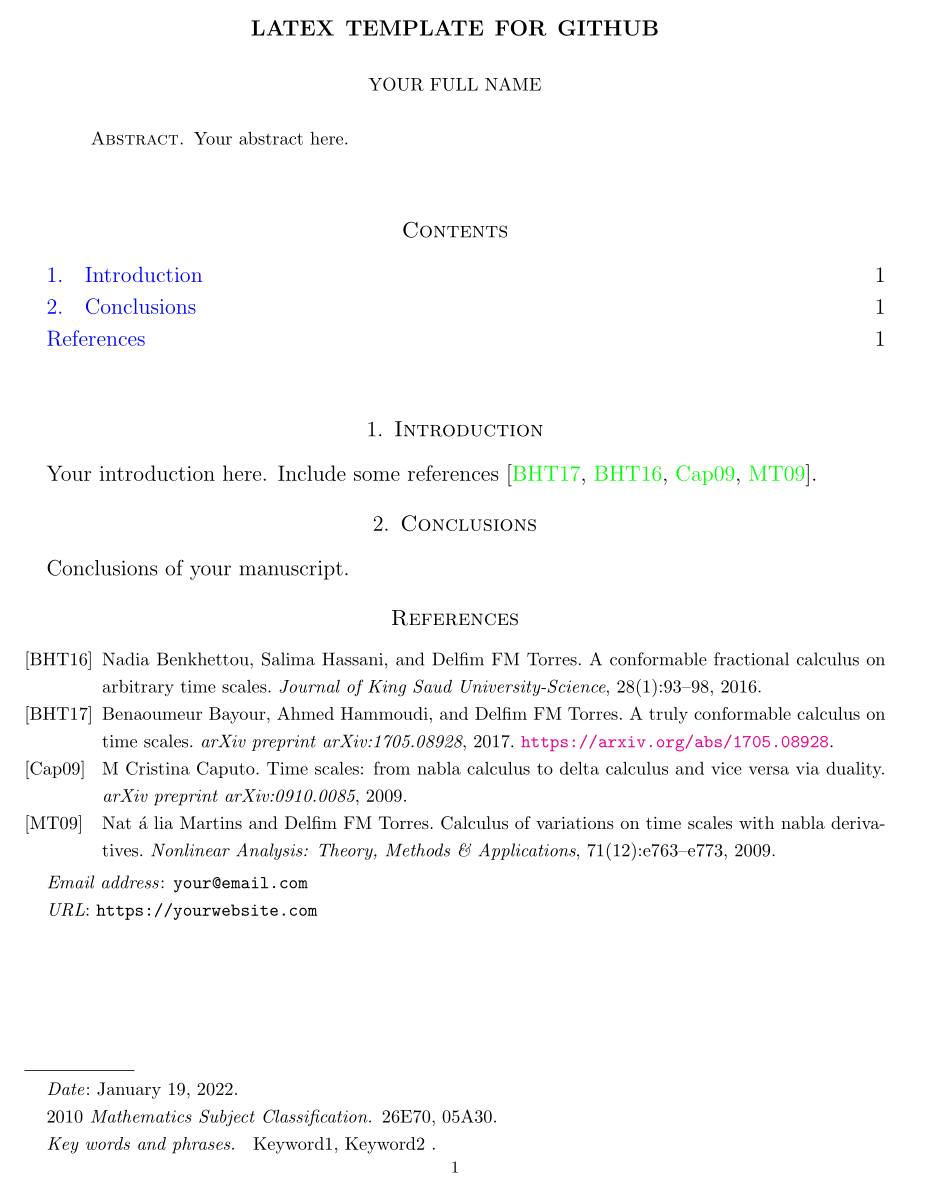 LATEX TEMPLATE FOR GITHUB
YOUR FULL NAME
Abstract. Your abstract here.
Contents
1. Introduction 1
2. Conclusions 1
References 1
1. Introduction
Your introduction here. Include some references [BHT17, BHT16, Cap09, MT09].
2. Conclusions
Conclusions of your manuscript.
References
[BHT16] Nadia Benkhettou, Salima Hassani, and Delfim FM Torres. A conformable fractional calculus on
arbitrary time scales. Journal of King Saud University-Science, 28(1):93–98, 2016.
[BHT17] Benaoumeur Bayour, Ahmed Hammoudi, and Delfim FM Torres. A truly conformable calculus on
time scales. arXiv preprint arXiv:1705.08928, 2017. https://arxiv.org/abs/1705.08928.
[Cap09] M Cristina Caputo. Time scales: from nabla calculus to delta calculus and vice versa via duality.
arXiv preprint arXiv:0910.0085, 2009.
[MT09] Nat á lia Martins and Delfim FM Torres. Calculus of variations on time scales with nabla deriva-
tives. Nonlinear Analysis: Theory, Methods & Applications, 71(12):e763–e773, 2009.
Email address: your@email.com
URL: https://yourwebsite.com
Date: January 19, 2022.
2010 Mathematics Subject Classification. 26E70, 05A30.
Key words and phrases. Keyword1, Keyword2 .
1